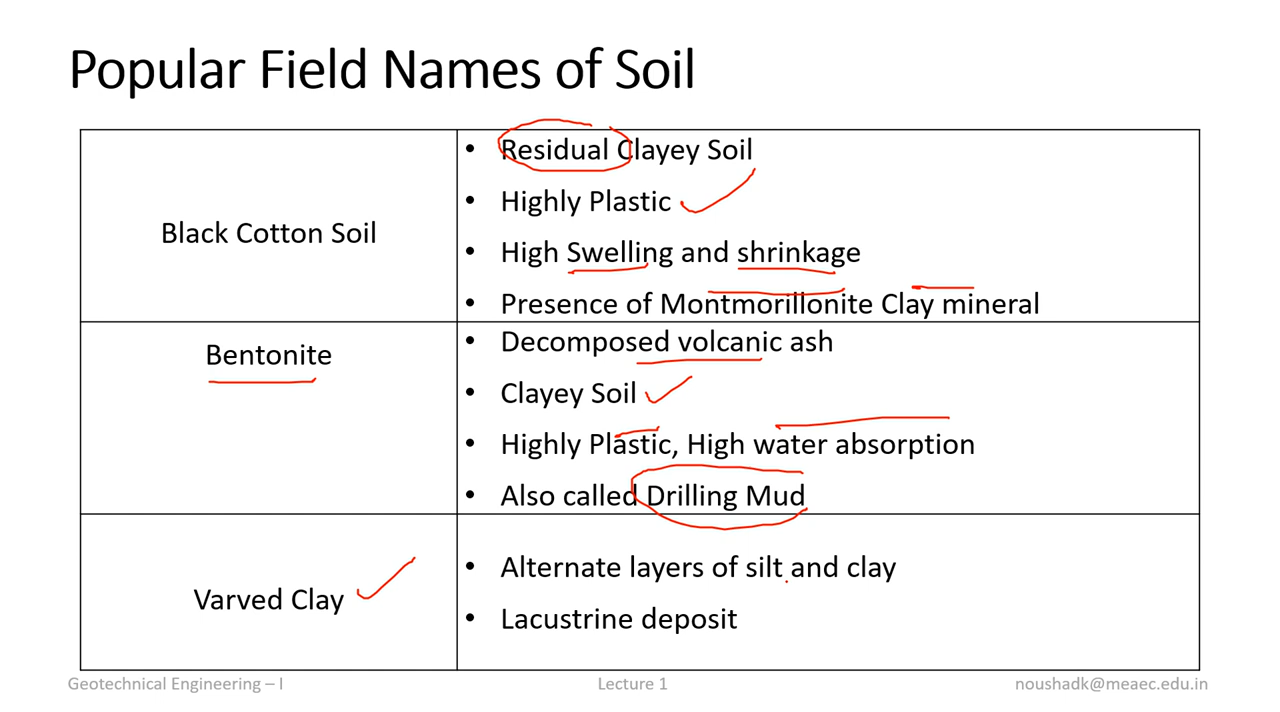 Popular Field Names of Soil
Black Cotton Soil
• Residual Clayey Soil
• Highly Plastic
• High Swelling and shrinkage
• Presence of Montmorillonite Clay mineral
Bentonite
• Decomposed volcanic ash
• Clayey Soil
• Highly Plastic, High water absorption
• Also called Drilling Mud
Varved Clay
• Alternate layers of silt and clay
• Lacustrine deposit
Geotechnical Engineering – I
Lecture 1
noushadk@meaec.edu.in